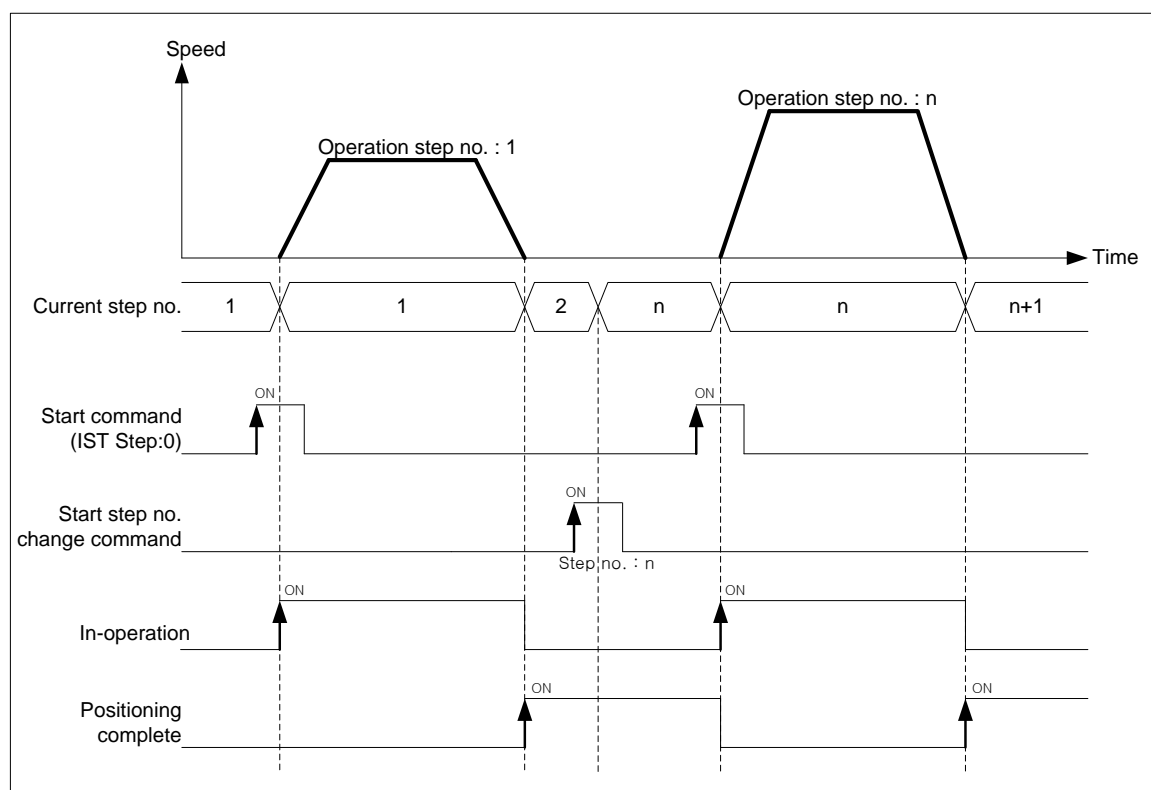 Speed
Operation step no. : n
Operation step no. : 1
Time
Current step no.
1
1
2
n
n
n+1
ON
ON
Start command
(IST Step:0)
ON
Start step no.
change command
Step no. : n
ON
ON
In-operation
ON
ON
Positioning
complete